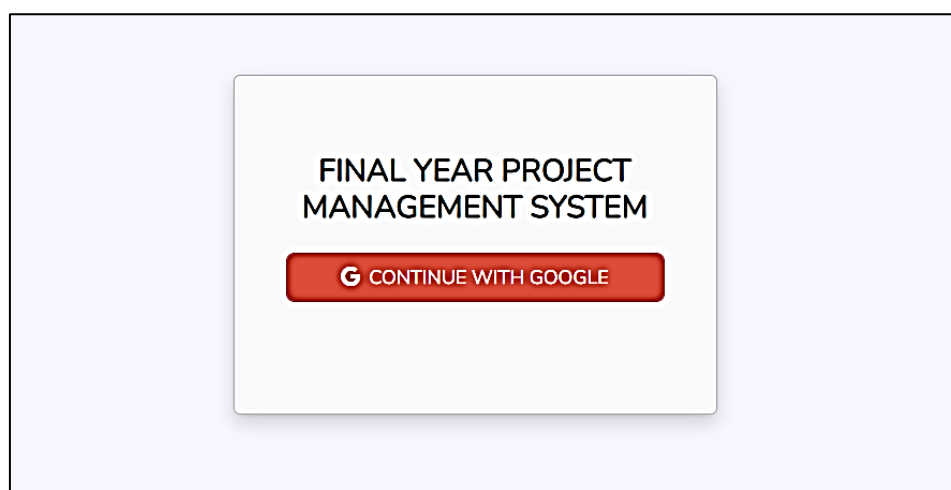 FINAL YEAR PROJECT
MANAGEMENT SYSTEM
G CONTINUE WITH GOOGLE